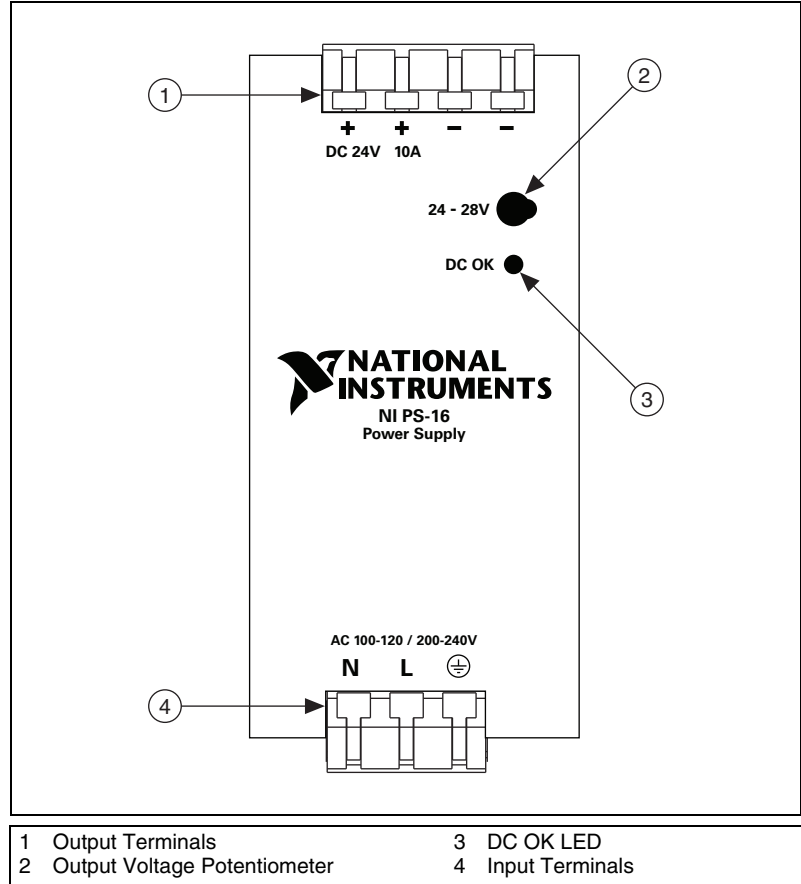 1
2
+ + − −
DC 24V 10A
24 - 28V
DC OK
3
NATIONAL
INSTRUMENTS
NI PS-16
Power Supply
AC 100-120 / 200-240V
N L
4
1 Output Terminals
2 Output Voltage Potentiometer
3 DC OK LED
4 Input Terminals